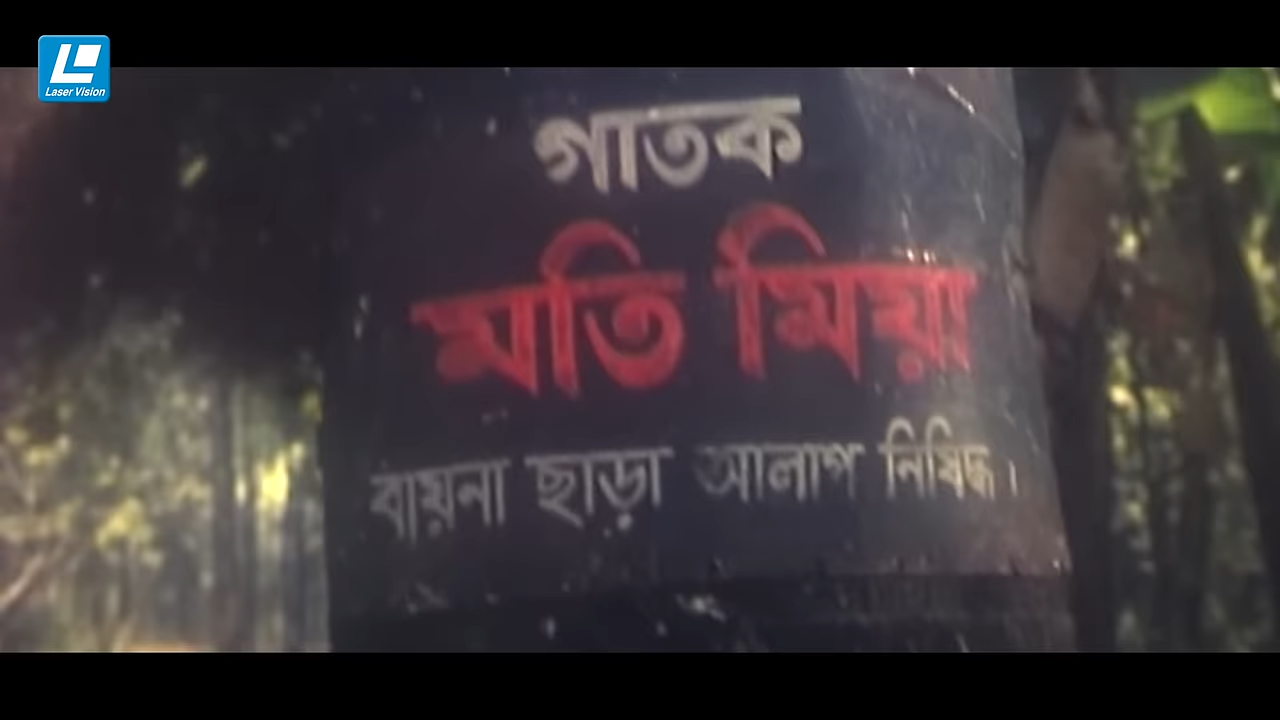 Laser Vision
গাতক
মতি মিয়া
বায়না ছাড়া আলাপ নিষিদ্ধ।